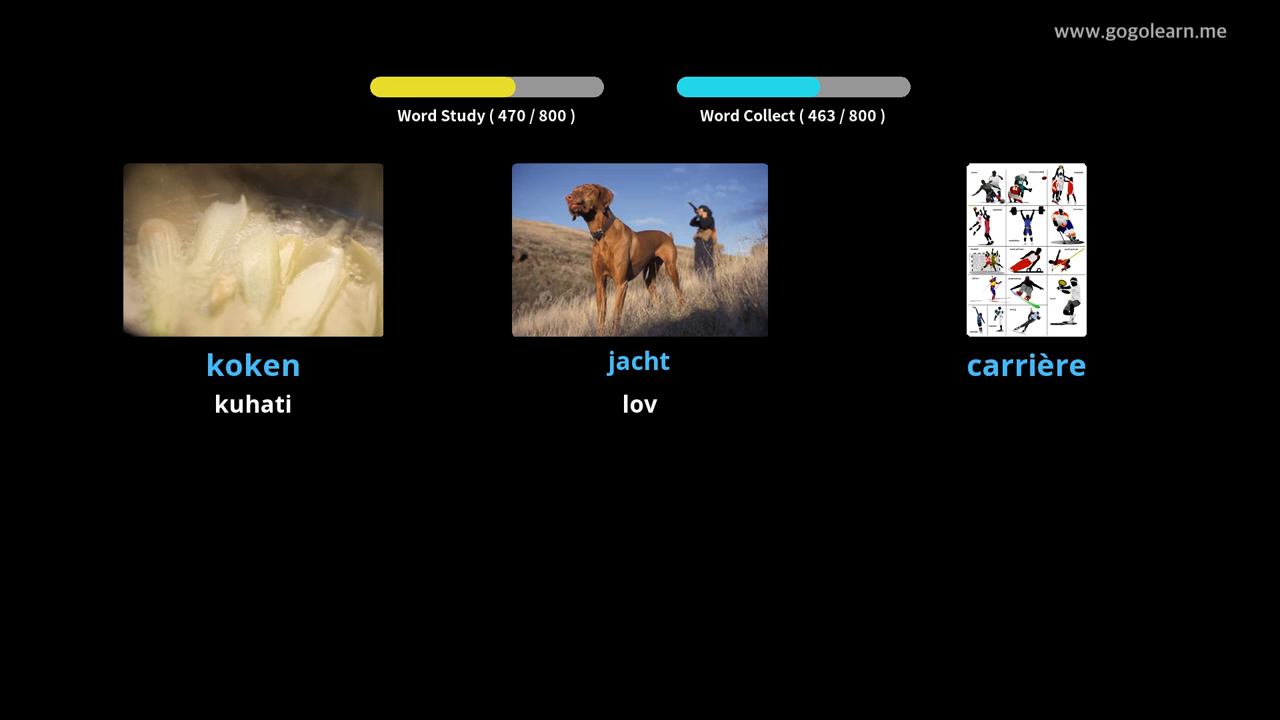 www.gogolearn.me
Word Study ( 470 / 800 )
Word Collect ( 463 / 800 )
koken
kuhati
jacht
lov
carrière